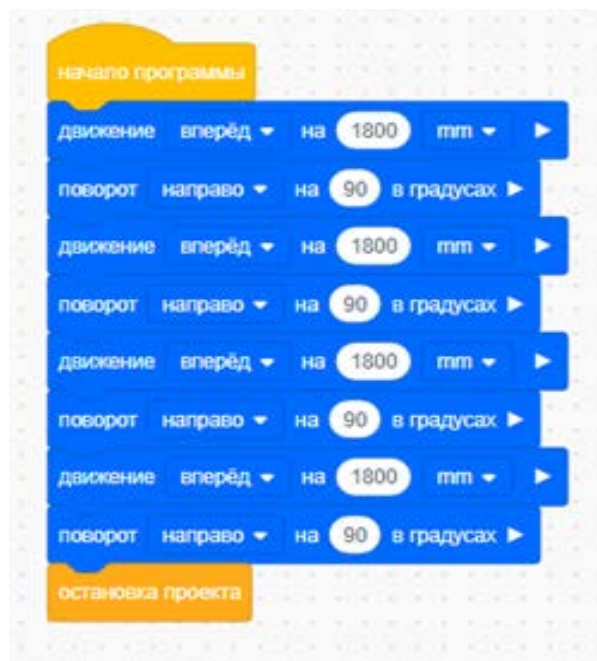 начало программы
движение вперёд на 1800 mm
поворот направо на 90 в градусах
движение вперёд на 1800 mm
поворот направо на 90 в градусах
движение вперёд на 1800 mm
поворот направо на 90 в градусах
движение вперёд на 1800 mm
поворот направо на 90 в градусах
остановка проекта